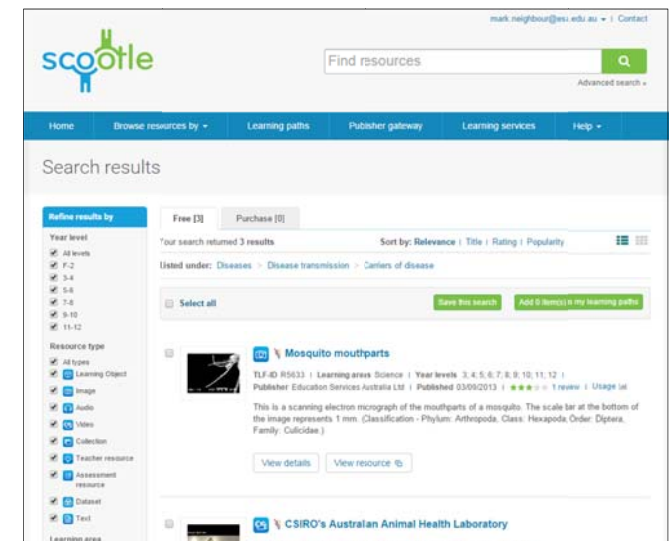 mark.neighbour@esu.edu.au | Contact
scootle
Find resources
Advanced search
Home Browse resources by Learning paths Publisher gateway Learning services Help
Search results
Refine results by
Free [3] Purchase [0]
Year level
Your search returned 3 results Sort by: Relevance | Title | Rating | Popularity
All levels
F-2
Listed under: Diseases > Disease transmission > Carriers of disease
3-4
5-6
7-8
9-10
11-12
Select all Save this search Add 0 item(s) to my learning paths
Resource type
All types
Learning Object
Image
Audio
Video
Collection
Teacher resource
Assessment
resource
Dataset
Text
Learning area
Mosquito mouthparts
TLF-ID R5633 | Learning areas Science | Year levels 3; 4; 5; 6; 7; 8; 9; 10; 11; 12 |
Publisher Education Services Australia Ltd | Published 03/09/2013 | 1 review | Usage
This is a scanning electron micrograph of the mouthparts of a mosquito. The scale bar at the bottom of
the image represents 1 mm. (Classification - Phylum: Arthropoda, Class: Hexapoda, Order: Diptera,
Family: Culicidae.)
View details View resource
CSIRO's Australian Animal Health Laboratory